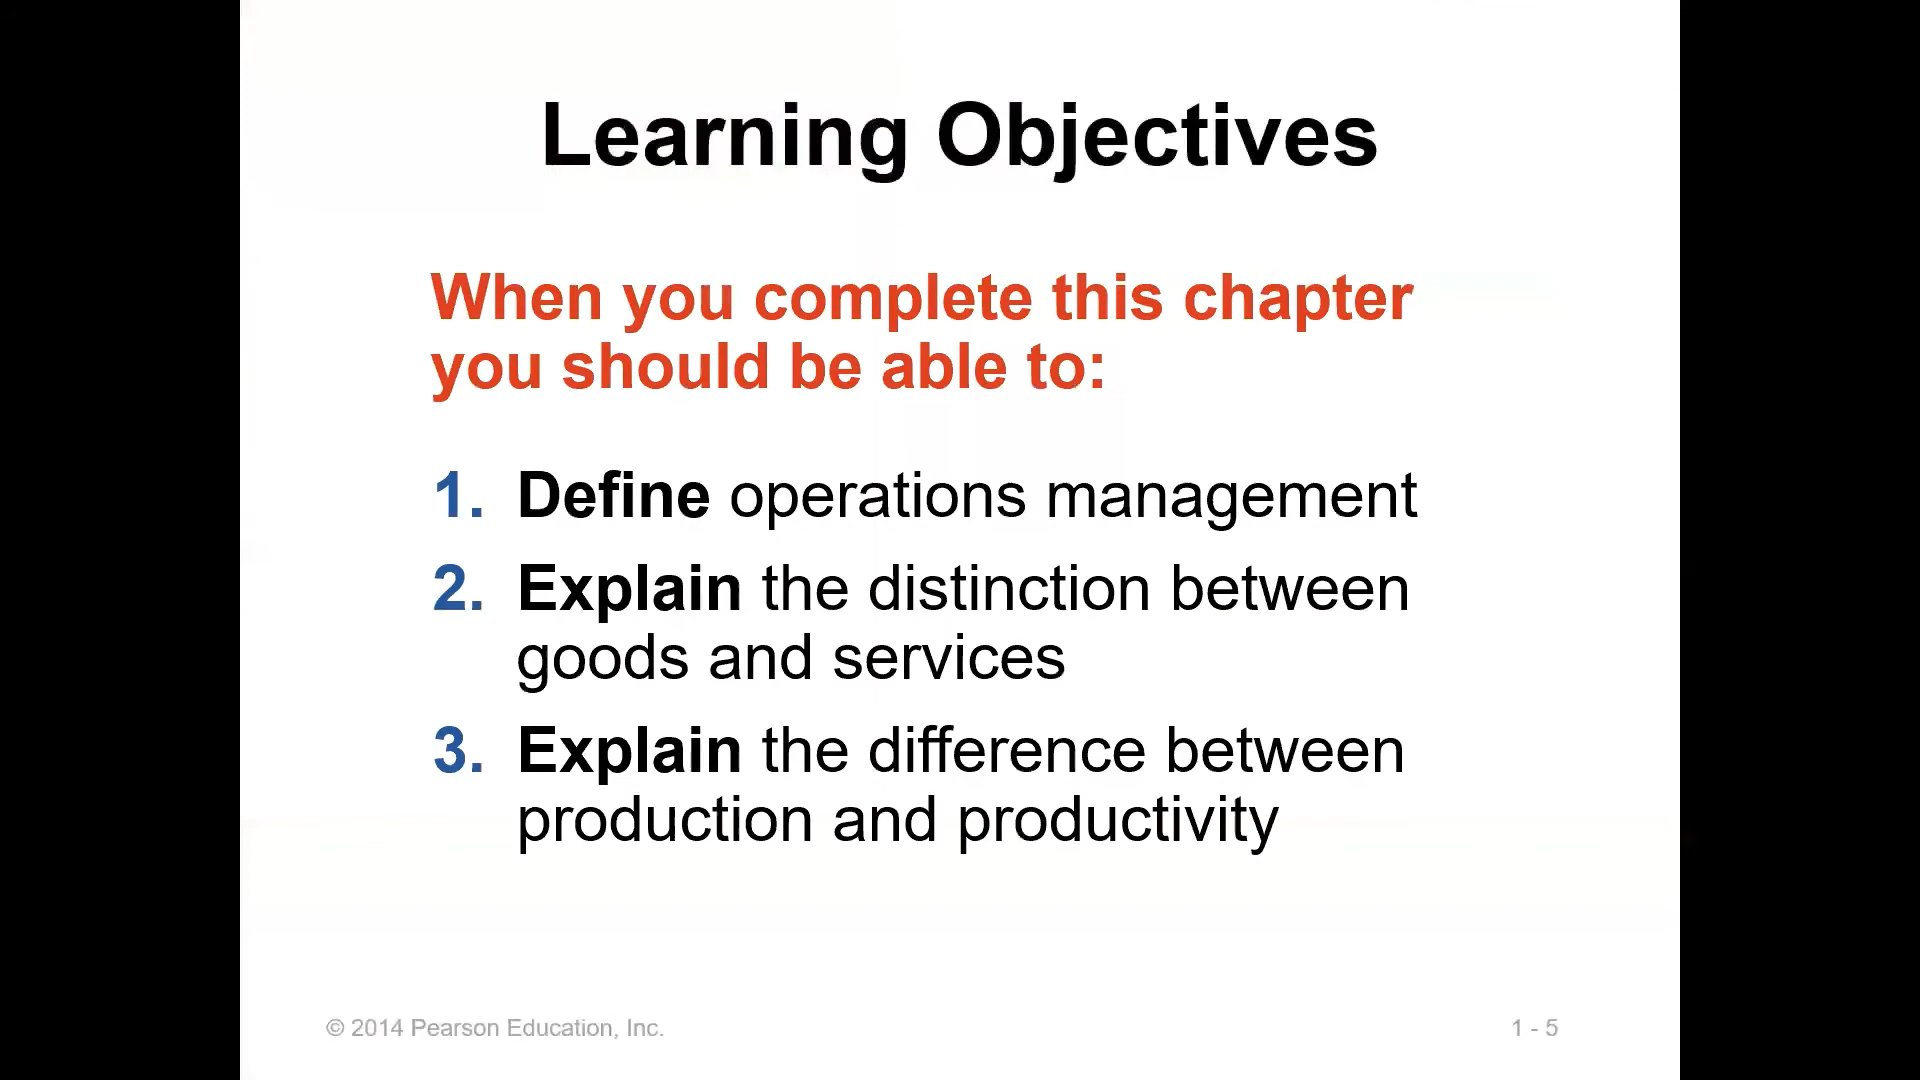 Learning Objectives
When you complete this chapter
you should be able to:
1. Define operations management
2. Explain the distinction between
goods and services
3. Explain the difference between
production and productivity
© 2014 Pearson Education, Inc.
1 - 5